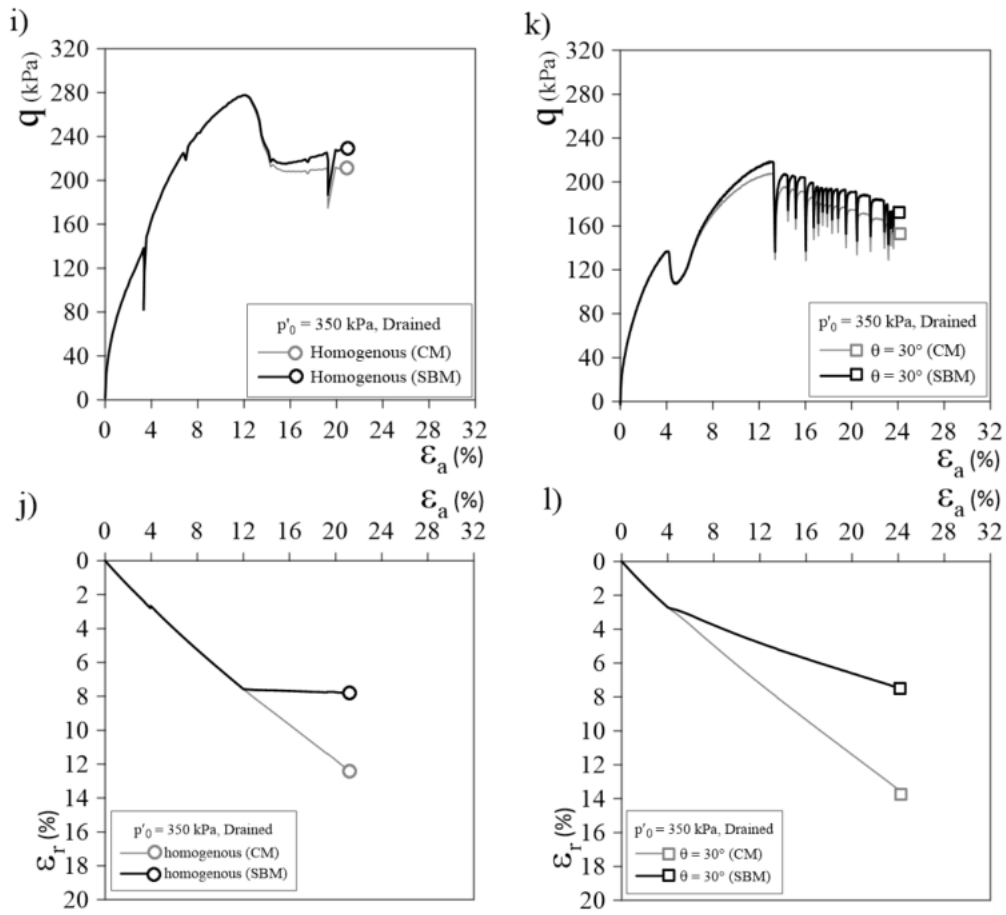 i)
q (kPa)
320
280
240
200
160
120
80
40
0
0 4 8 12 16 20 24 28 32
εa (%)
p'0 = 350 kPa, Drained
Homogenous (CM)
Homogenous (SBM)
k)
q (kPa)
320
280
240
200
160
120
80
40
0
0 4 8 12 16 20 24 28 32
εa (%)
p'0 = 350 kPa, Drained
θ = 30° (CM)
θ = 30° (SBM)
j)
εa (%)
0 4 8 12 16 20 24 28 32
0
2
4
6
8
10
12
14
16
18
20
εr (%)
p'0 = 350 kPa, Drained
homogenous (CM)
homogenous (SBM)
l)
εa (%)
0 4 8 12 16 20 24 28 32
0
2
4
6
8
10
12
14
16
18
20
εr (%)
p'0 = 350 kPa, Drained
θ = 30° (CM)
θ = 30° (SBM)